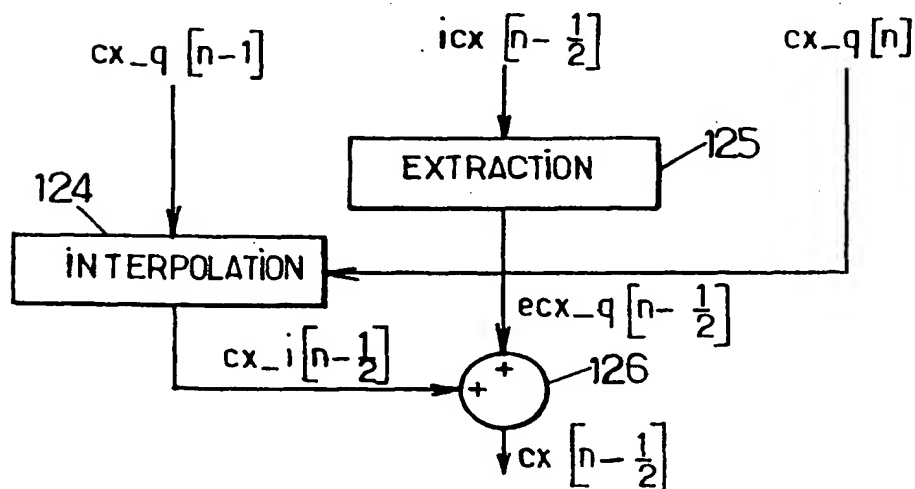 cx_q [n-1]
icx [n- 1/2]
cx_q [n]
EXTRACTION
125
124
INTERPOLATION
ecx_q [n- 1/2]
cx_i [n- 1/2]
+
+
126
cx [n- 1/2]